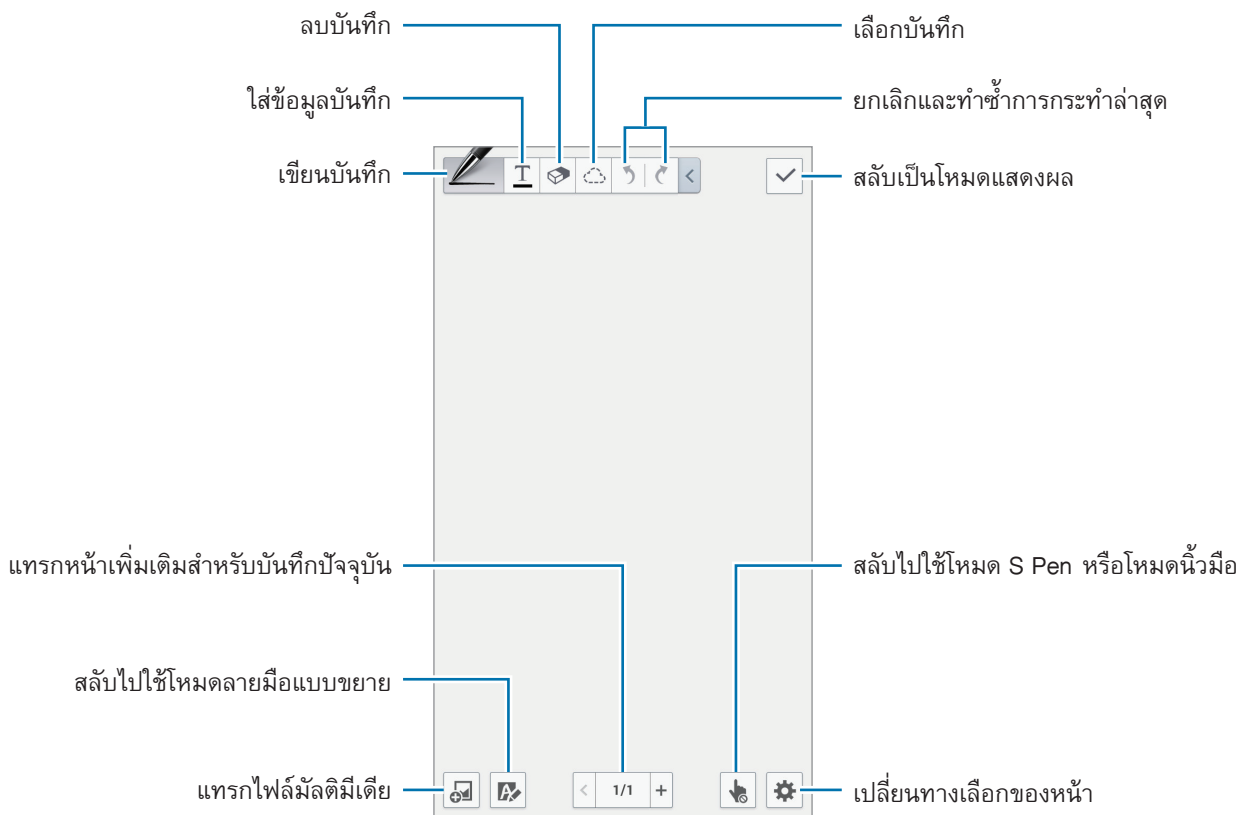 ลบบันทึก
เลือกบันทึก
ใส่ข้อมูลบันทึก
ยกเลิกและทำซ้ำการกระทำล่าสุด
เขียนบันทึก
T
สลับเป็นโหมดแสดงผล
แทรกหน้าเพิ่มเติมสำหรับบันทึกปัจจุบัน
สลับไปใช้โหมด S Pen หรือโหมดนิ้วมือ
สลับไปใช้โหมดลายมือแบบขยาย
แทรกไฟล์มัลติมีเดีย
A
< 1/1 +
เปลี่ยนทางเลือกของหน้า